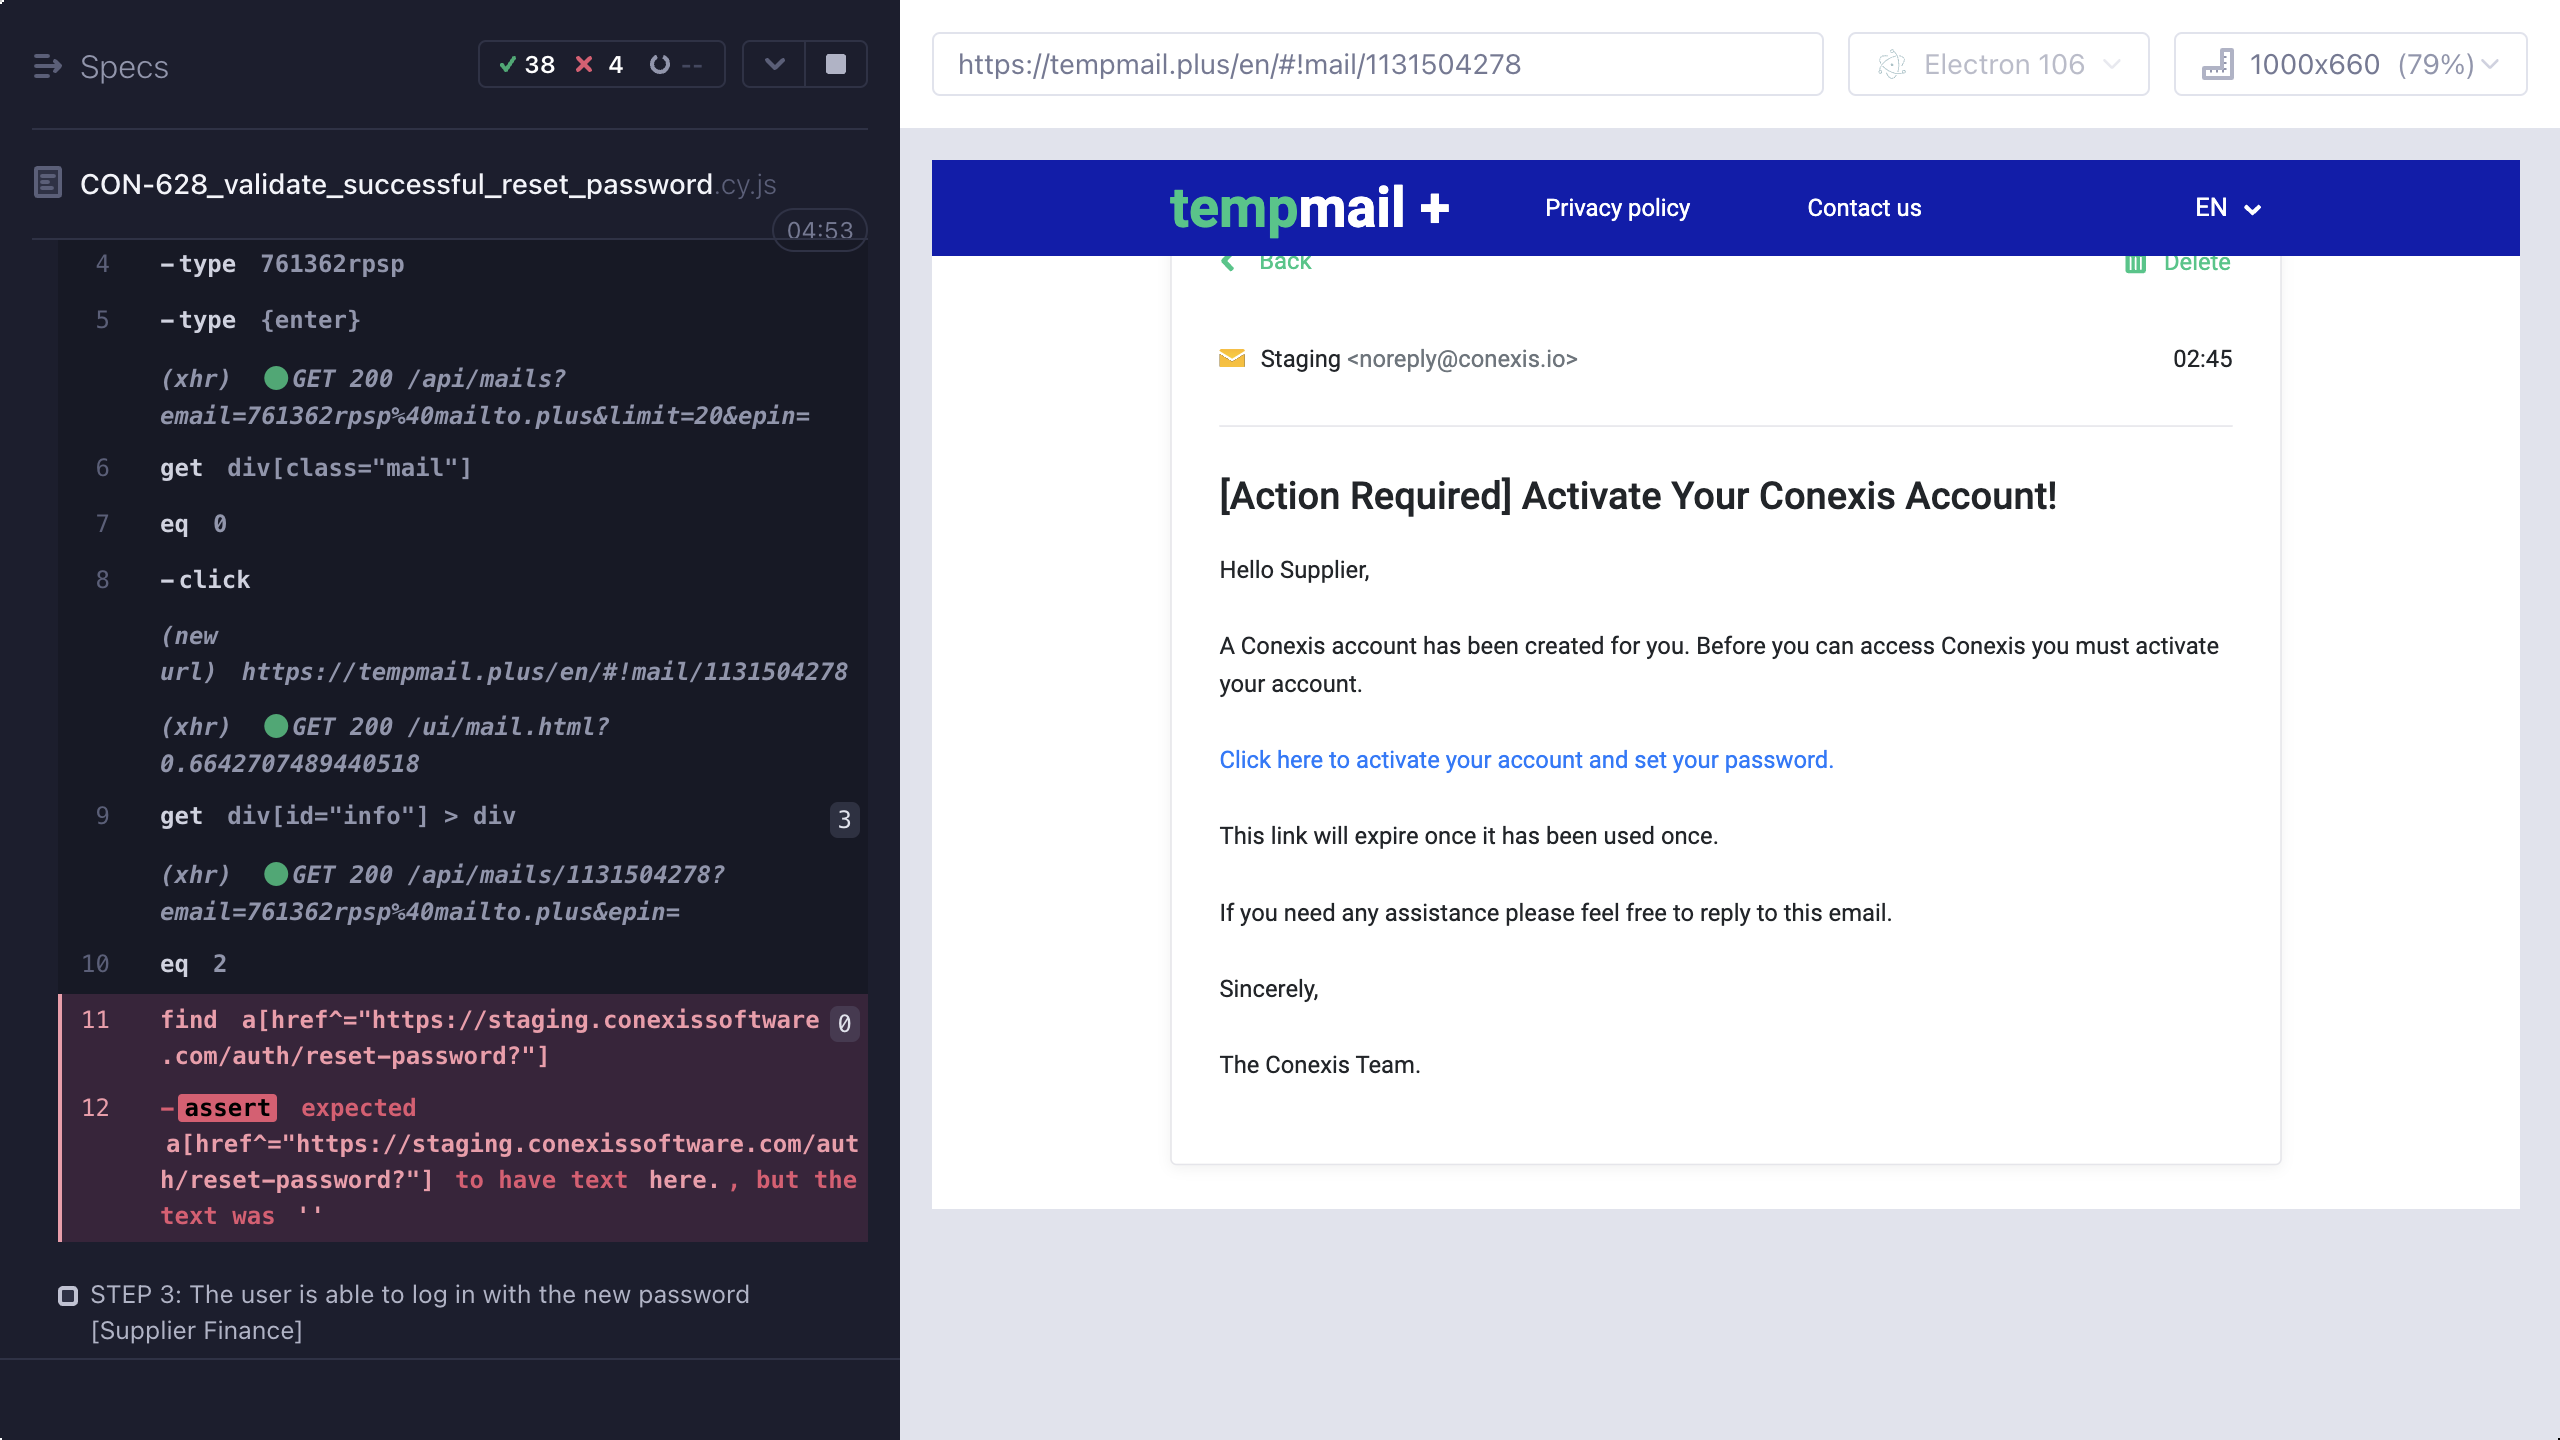 Specs
38 4 --
CON-628_validate_successful_reset_password.cy.js
04:53
4 -type 761362rpsp
5 -type {enter}
(xhr) GET 200 /api/mails?
email=761362rpsp%40mailto.plus&limit=20&epin=
6 get div[class="mail"]
7 eq 0
8 -click
(new
url) https://tempmail.plus/en/#!mail/1131504278
(xhr) GET 200 /ui/mail.html?
0.6642707489440518
9 get div[id="info"] > div 3
(xhr) GET 200 /api/mails/1131504278?
email=761362rpsp%40mailto.plus&epin=
10 eq 2
11 find a[href^="https://staging.conexissoftware 0
.com/auth/reset-password?"]
12 -assert expected
a[href^="https://staging.conexissoftware.com/aut
h/reset-password?"] to have text here., but the
text was ''
STEP 3: The user is able to log in with the new password
[Supplier Finance]
https://tempmail.plus/en/#!mail/1131504278
Electron 106
1000x660 (79%)
tempmail +
Privacy policy
Contact us
EN
Back
Delete
Staging <noreply@conexis.io>
02:45
[Action Required] Activate Your Conexis Account!
Hello Supplier,
A Conexis account has been created for you. Before you can access Conexis you must activate
your account.
Click here to activate your account and set your password.
This link will expire once it has been used once.
If you need any assistance please feel free to reply to this email.
Sincerely,
The Conexis Team.